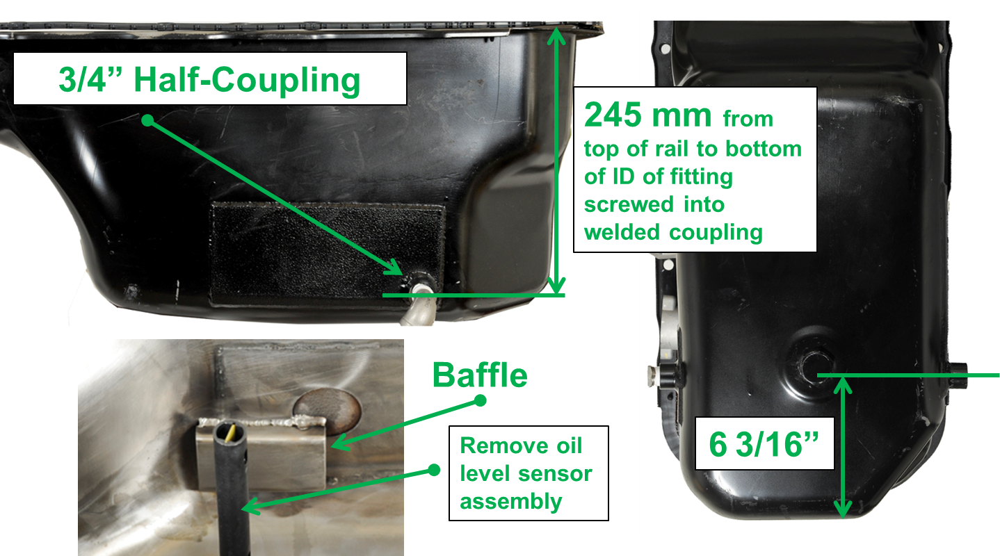 3/4” Half-Coupling
245 mm from
top of rail to bottom
of ID of fitting
screwed into
welded coupling
Baffle
Remove oil
level sensor
assembly
6 3/16”